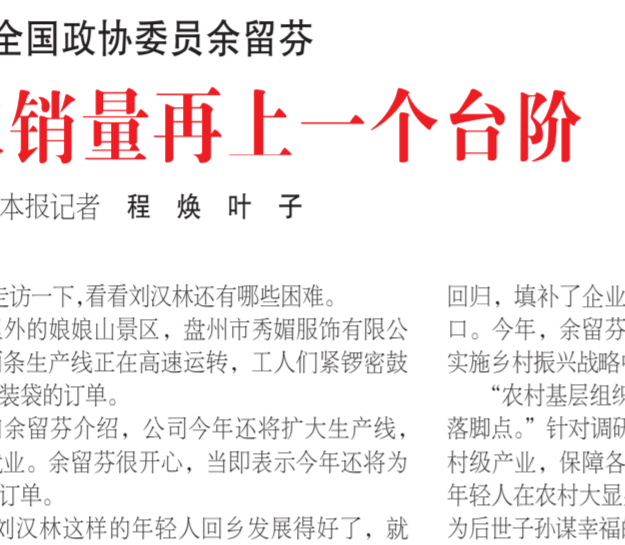 全国政协委员余留芬
销量再上一个台阶
本报记者 程 焕 叶 子
走访一下,看看刘汉林还有哪些困难。
外的娘娘山景区，盘州市秀媚服饰有限公
条生产线正在高速运转，工人们紧锣密鼓
装袋的订单。
余留芬介绍，公司今年还将扩大生产线，
业。余留芬很开心，当即表示今年还将为
订单。
刘汉林这样的年轻人回乡发展得好了，就
回归，填补了企业
口。今年，余留芬
实施乡村振兴战略中
“农村基层组织
落脚点。”针对调研
村级产业，保障各
年轻人在农村大显
为后世子孙谋幸福的